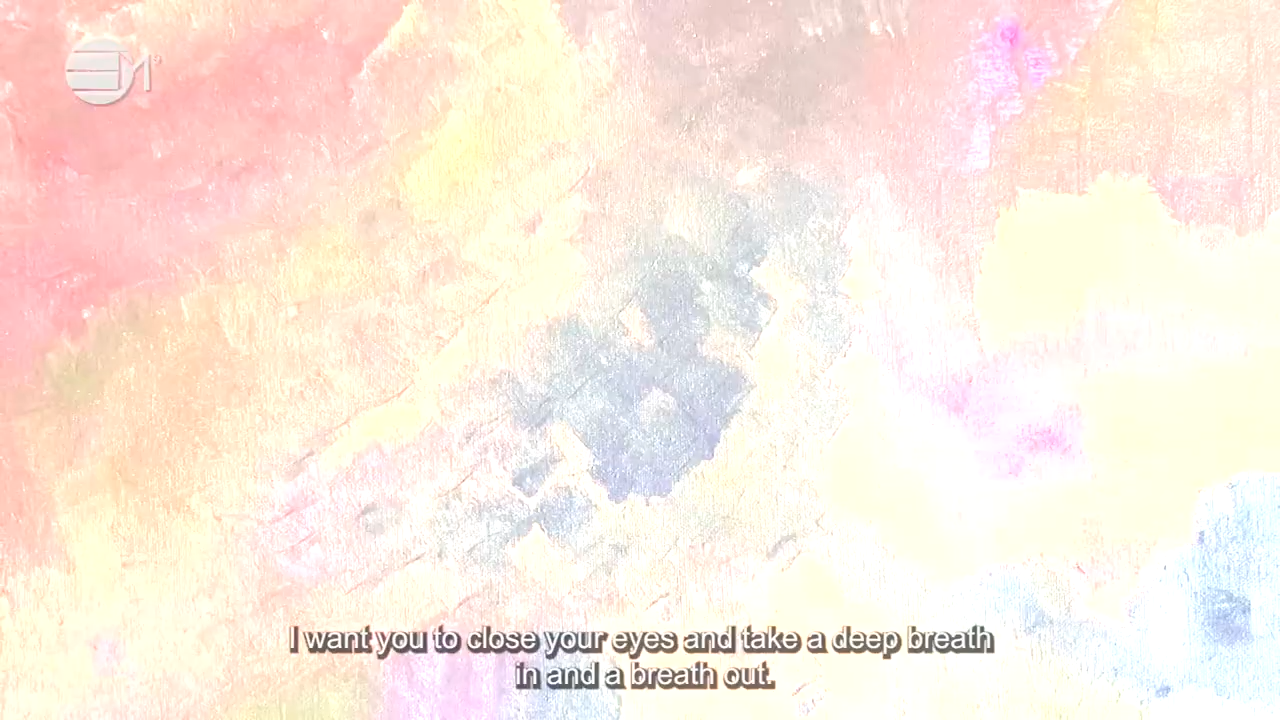 I want you to close your eyes and take a deep breath
in and a breath out.